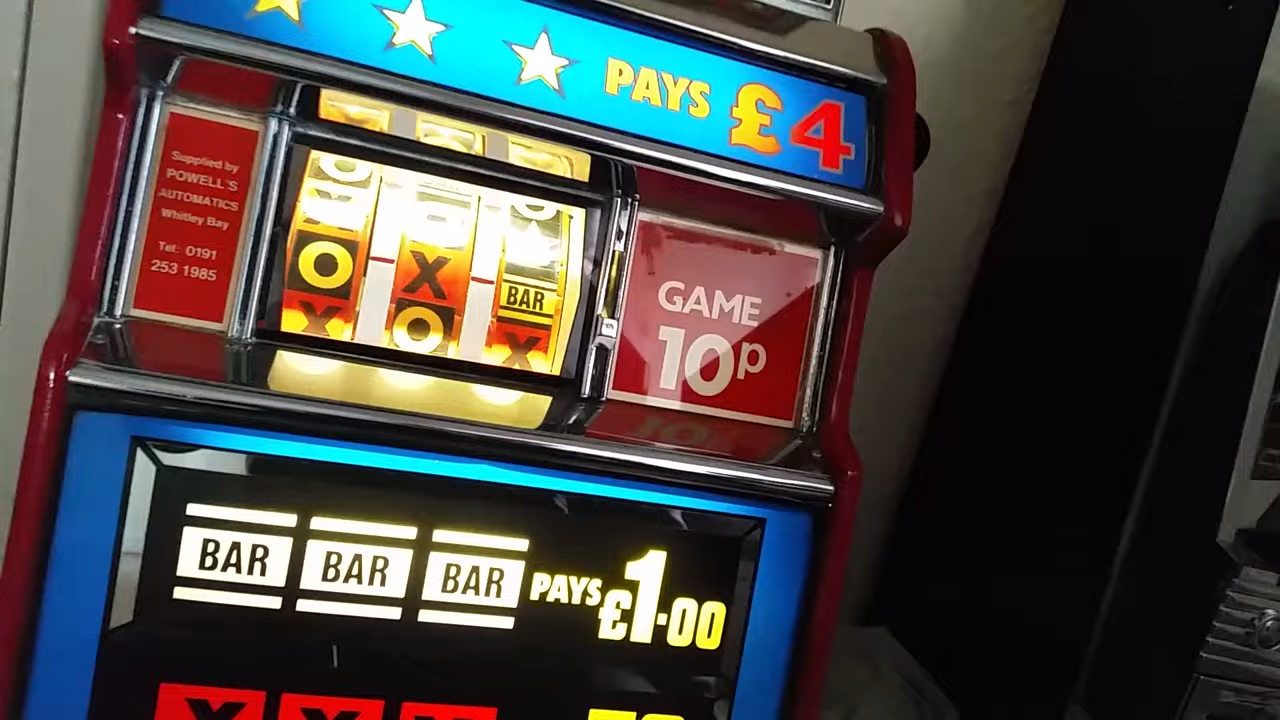 PAYS £4
Supplied by
POWELL'S
AUTOMATICS
Whitley Bay
Tel: 0191
253 1985
O X BAR
X O X
GAME
10p
BAR BAR BAR PAYS £1·00
X X X